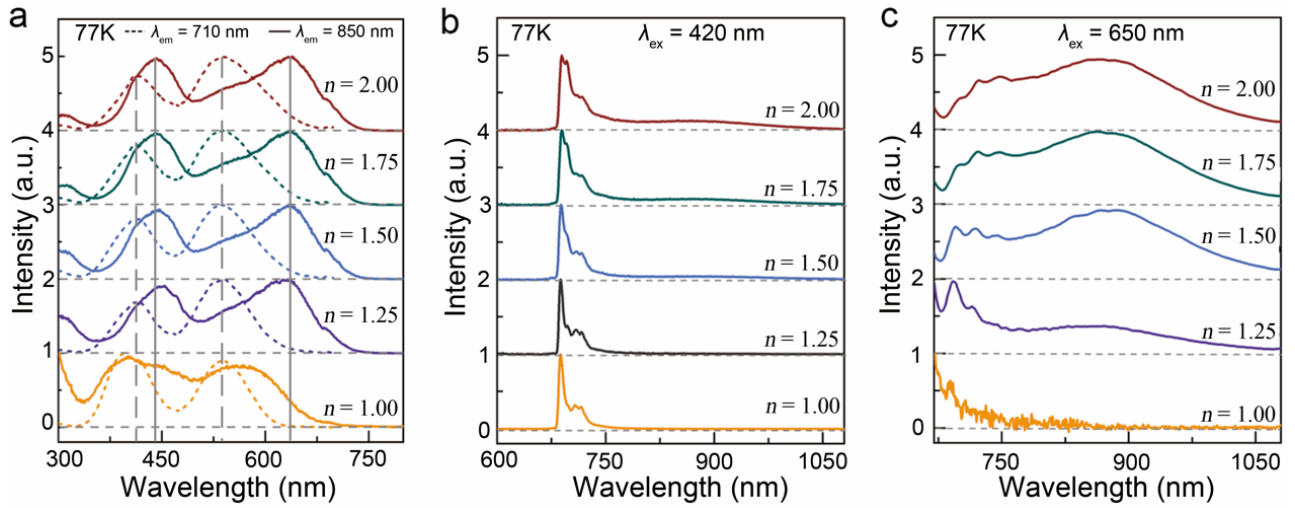 a
77K
λem = 710 nm
λem = 850 nm
n = 2.00
n = 1.75
n = 1.50
n = 1.25
n = 1.00
5
4
3
2
1
0
Intensity (a.u.)
300 450 600 750
Wavelength (nm)
b
77K
λex = 420 nm
n = 2.00
n = 1.75
n = 1.50
n = 1.25
n = 1.00
5
4
3
2
1
0
Intensity (a.u.)
600 750 900 1050
Wavelength (nm)
c
77K
λex = 650 nm
n = 2.00
n = 1.75
n = 1.50
n = 1.25
n = 1.00
5
4
3
2
1
0
Intensity (a.u.)
750 900 1050
Wavelength (nm)